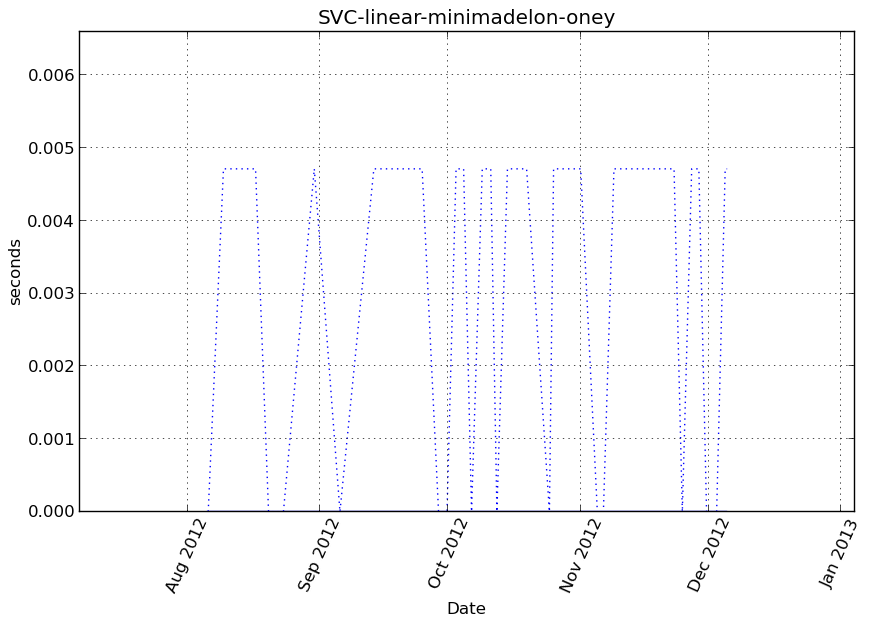 SVC-linear-minimadelon-oney
0.006
0.005
0.004
0.003
0.002
0.001
0.000
seconds
Aug 2012
Sep 2012
Oct 2012
Nov 2012
Dec 2012
Jan 2013
Date